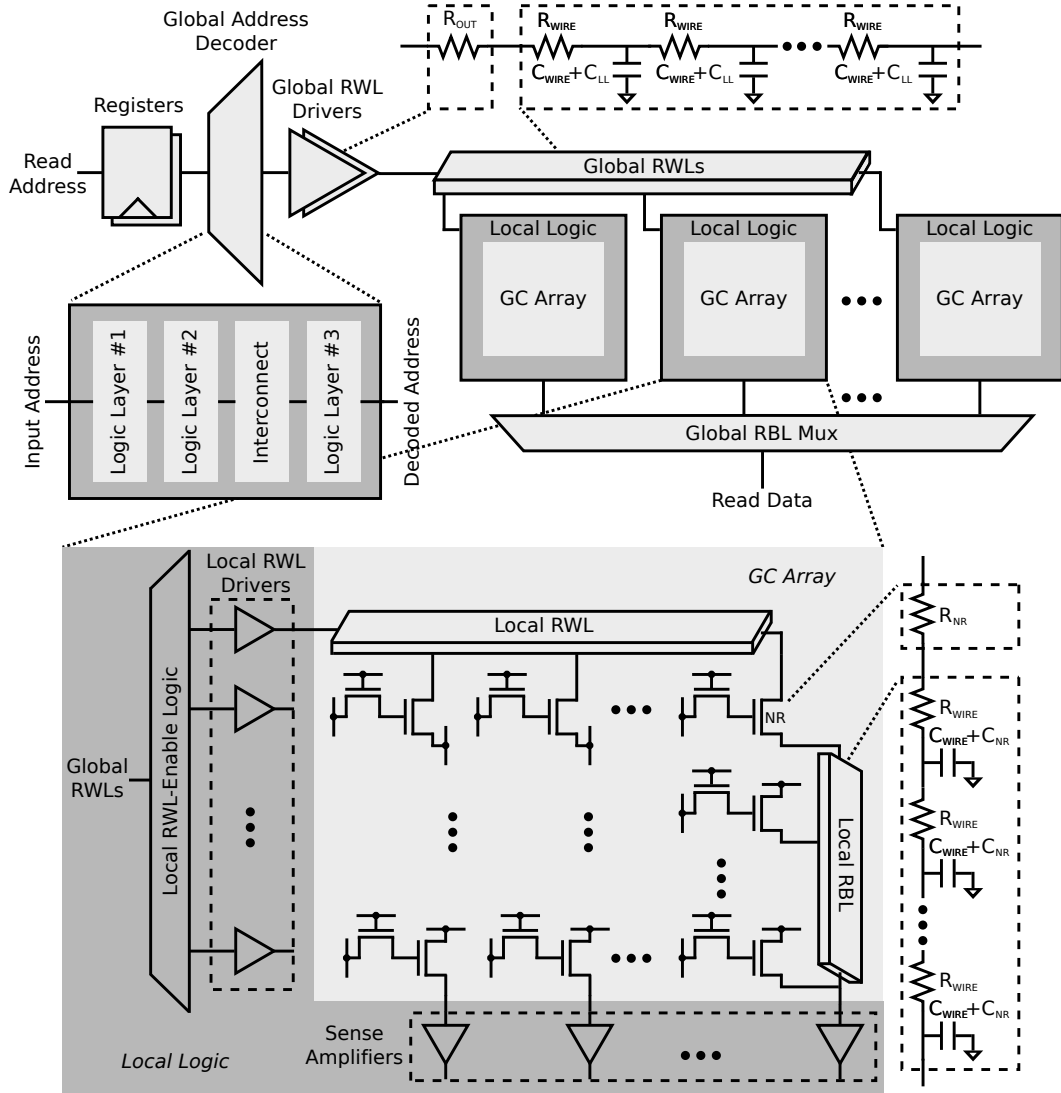 Global Address
Decoder
R_OUT
R_WIRE
R_WIRE
R_WIRE
C_WIRE+C_LL
C_WIRE+C_LL
C_WIRE+C_LL
Registers
Global RWL
Drivers
Read
Address
Global RWLs
Local Logic
Local Logic
Local Logic
GC Array
GC Array
GC Array
Input Address
Logic Layer #1
Logic Layer #2
Interconnect
Logic Layer #3
Decoded Address
Global RBL Mux
Read Data
Local RWL
Drivers
GC Array
Local RWL
R_NR
NR
R_WIRE
C_WIRE+C_NR
Global
RWLs
Local RWL-Enable Logic
R_WIRE
C_WIRE+C_NR
Local RBL
R_WIRE
C_WIRE+C_NR
Sense
Amplifiers
Local Logic